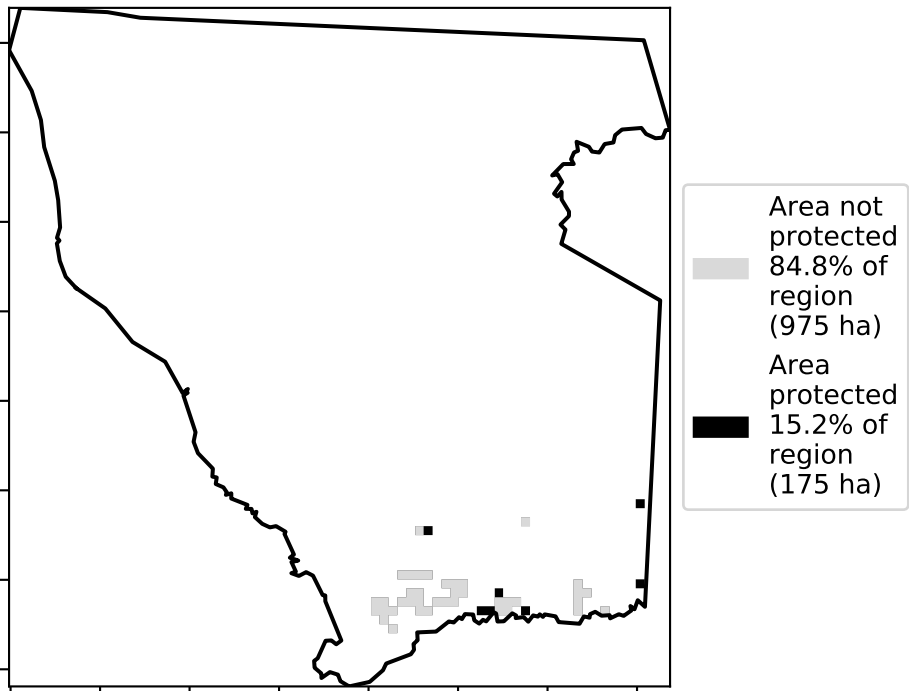 Area not
protected
84.8% of
region
(975 ha)
Area
protected
15.2% of
region
(175 ha)